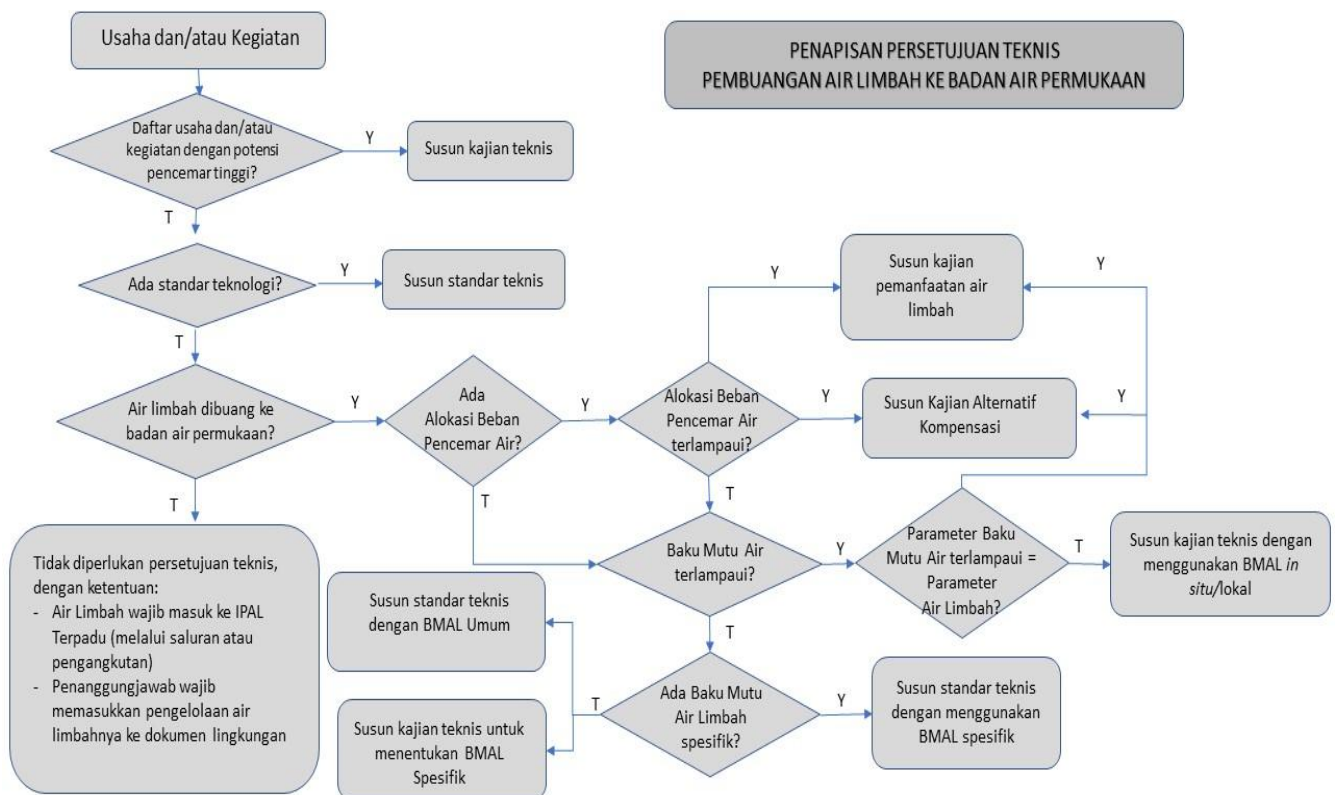 Usaha dan/atau Kegiatan
PENAPISAN PERSETUJUAN TEKNIS
PEMBUANGAN AIR LIMBAH KE BADAN AIR PERMUKAAN
Daftar usaha dan/atau
kegiatan dengan potensi
pencemar tinggi?
Y
Susun kajian teknis
T
Ada standar teknologi?
Y
Susun standar teknis
T
Air limbah dibuang ke
badan air permukaan?
Y
Ada
Alokasi Beban
Pencemar Air?
Y
Alokasi Beban
Pencemar Air
terlampaui?
Y
Susun kajian
pemanfaatan air
limbah
Y
Y
Susun Kajian Alternatif
Kompensasi
Y
T
T
T
Tidak diperlukan persetujuan teknis,
dengan ketentuan:
- Air Limbah wajib masuk ke IPAL
Terpadu (melalui saluran atau
pengangkutan)
- Penanggungjawab wajib
memasukkan pengelolaan air
limbahnya ke dokumen lingkungan
Baku Mutu Air
terlampaui?
Y
Parameter Baku
Mutu Air terlampaui =
Parameter
Air Limbah?
T
Susun kajian teknis dengan
menggunakan BMAL in
situ/lokal
T
Susun standar teknis
dengan BMAL Umum
Susun kajian teknis untuk
menentukan BMAL
Spesifik
T
Ada Baku Mutu
Air Limbah
spesifik?
Y
Susun standar teknis
dengan menggunakan
BMAL spesifik